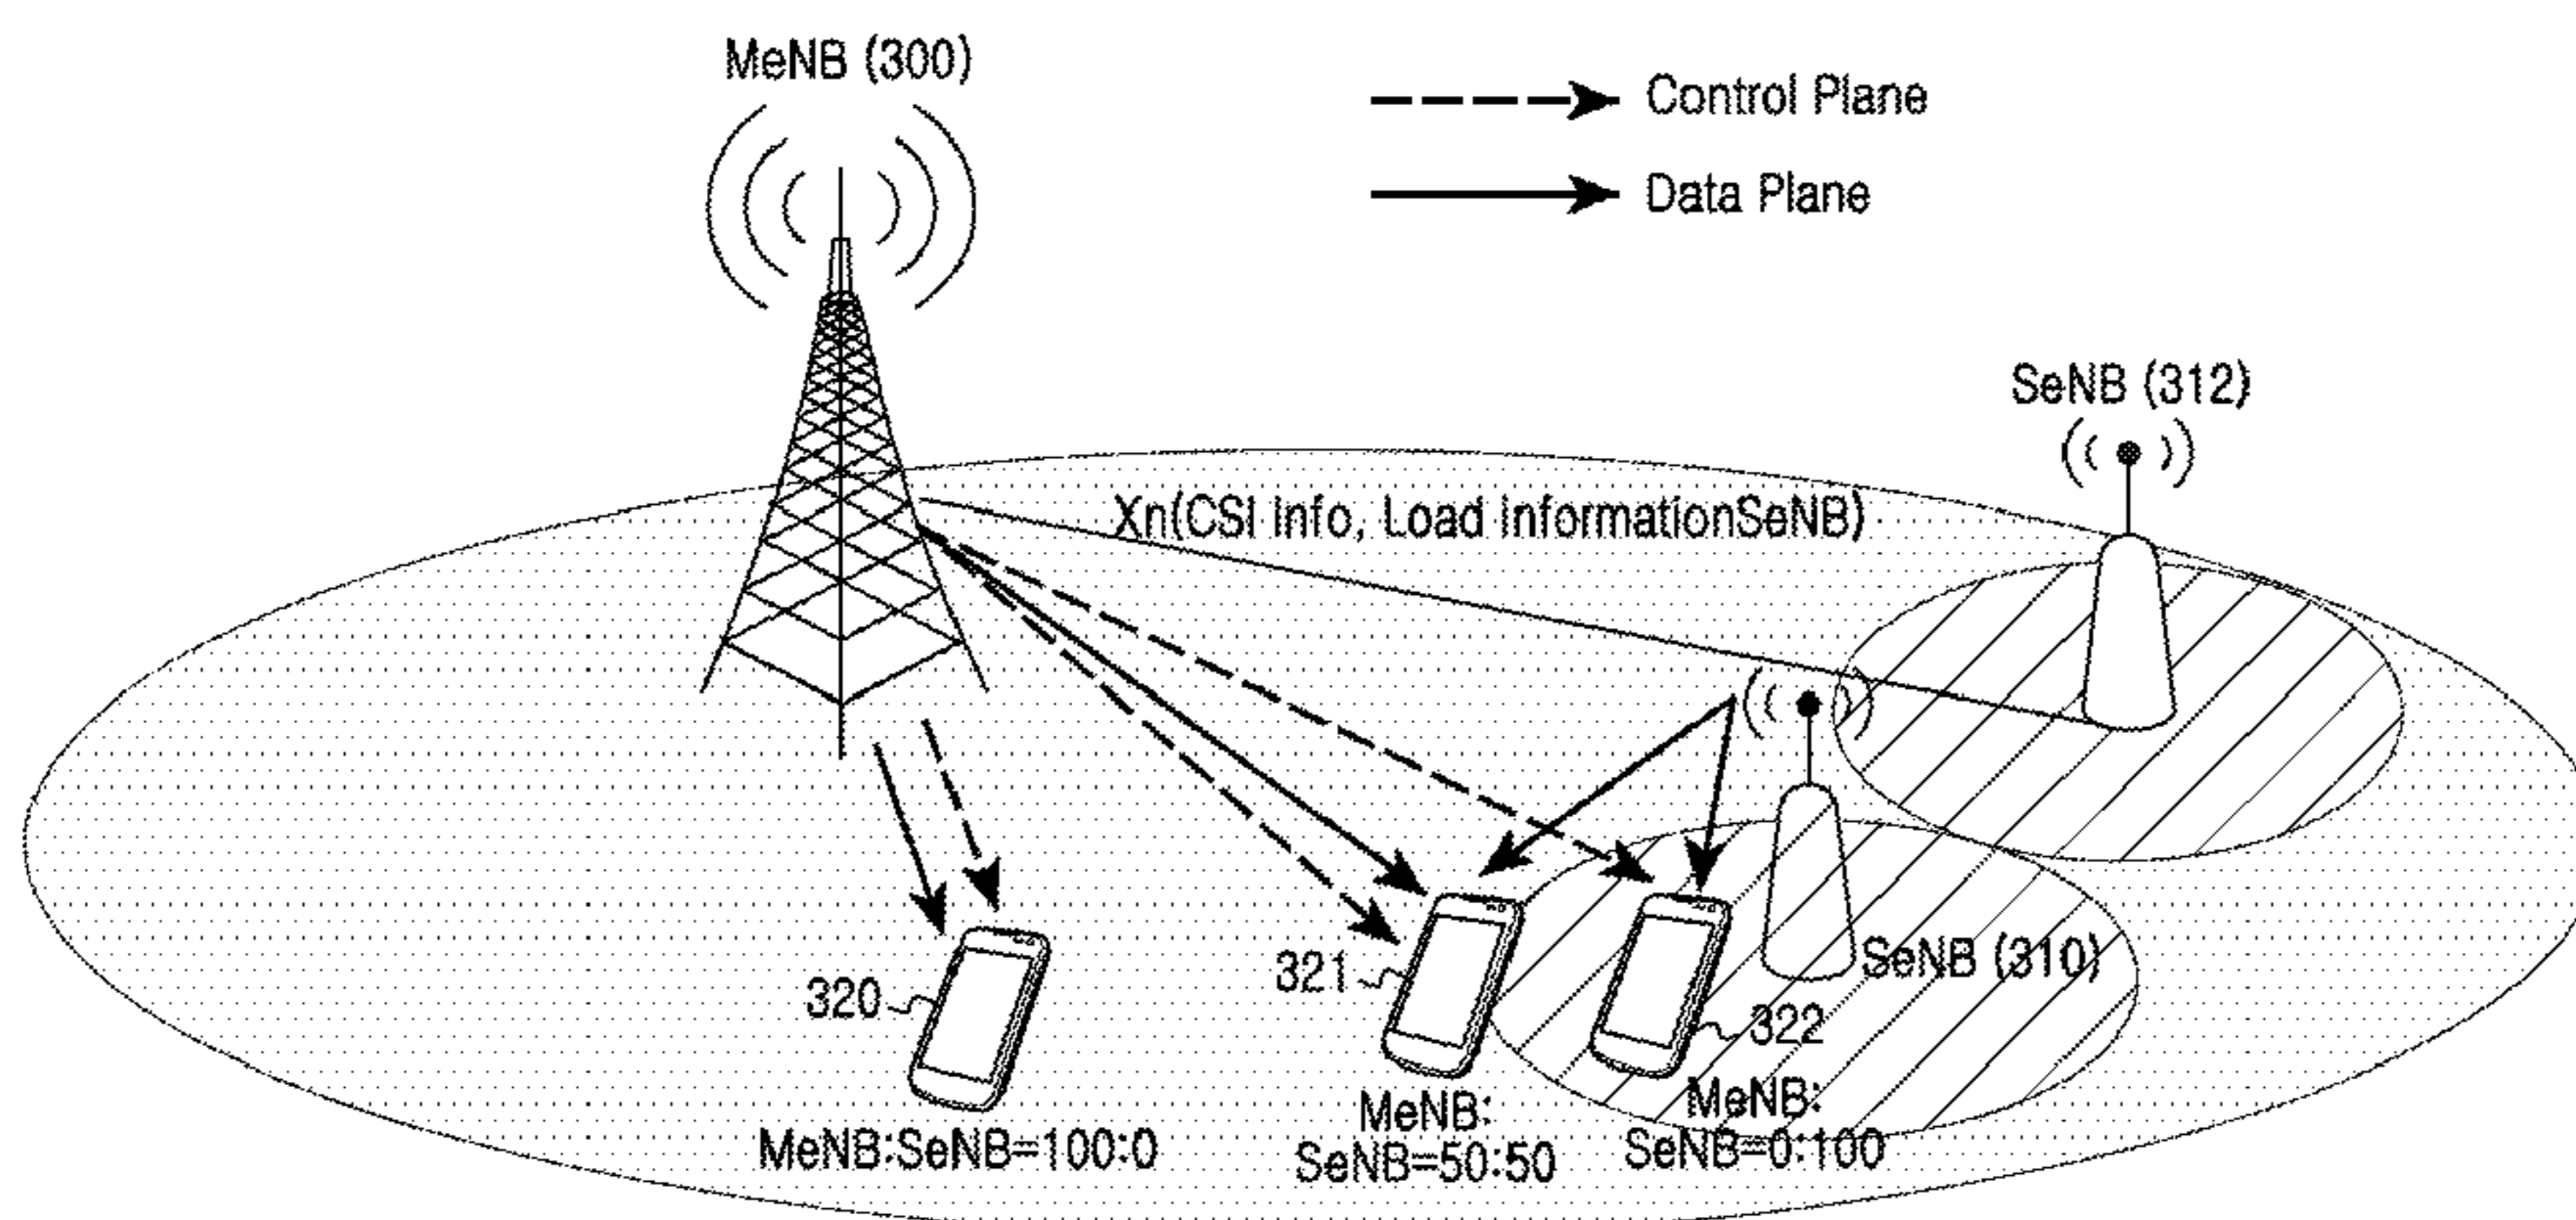 MeNB (300)
Control Plane
Data Plane
SeNB (312)
Xn(CSI info, Load informationSeNB)
SeNB (310)
320
321
322
MeNB:SeNB=100:0
MeNB:
SeNB=50:50
MeNB:
SeNB=0:100